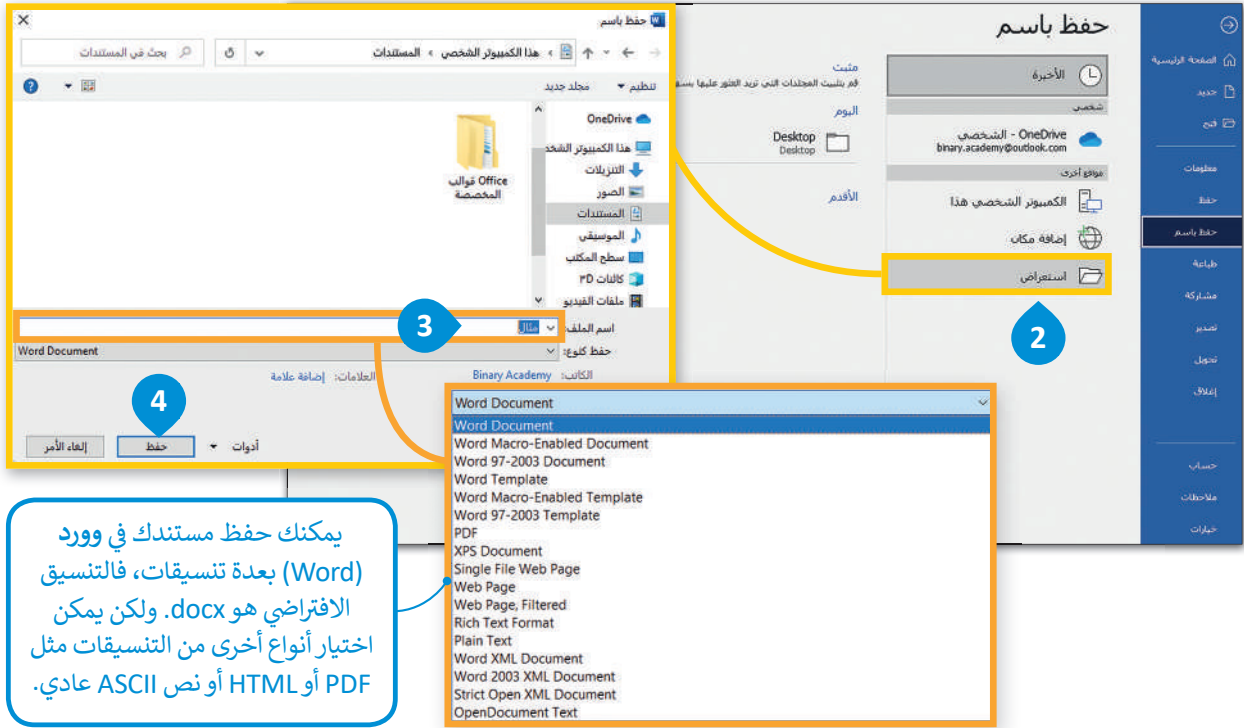 حفظ باسم
الصفحة الرئيسية
جديد
فتح
معلومات
حفظ
حفظ باسم
طباعة
مشاركة
تصدير
تحويل
إغلاق
حساب
ملاحظات
خيارات
الأخيرة
شخصي
OneDrive - الشخصي
binary.academy@outlook.com
مواقع أخرى
الكمبيوتر الشخصي هذا
إضافة مكان
استعراض
2
مثبت
قم بتثبيت المجلدات التي تريد العثور عليها بسهو
اليوم
Desktop
Desktop
الأقدم
حفظ باسم
هذا الكمبيوتر الشخصي › المستندات
بحث في المستندات
تنظيم
مجلد جديد
OneDrive
هذا الكمبيوتر الشخص
التنزيلات
الصور
المستندات
الموسيقى
سطح المكتب
كائنات ٣D
ملفات الفيديو
Office قوالب
المخصصة
اسم الملف: مثال
3
حفظ كنوع: Word Document
الكاتب: Binary Academy
العلامات: إضافة علامة
4
أدوات
حفظ
إلغاء الأمر
Word Document
Word Document
Word Macro-Enabled Document
Word 97-2003 Document
Word Template
Word Macro-Enabled Template
Word 97-2003 Template
PDF
XPS Document
Single File Web Page
Web Page
Web Page, Filtered
Rich Text Format
Plain Text
Word XML Document
Word 2003 XML Document
Strict Open XML Document
OpenDocument Text
يمكنك حفظ مستندك في وورد
(Word) بعدة تنسيقات، فالتنسيق
الافتراضي هو docx. ولكن يمكن
اختيار أنواع أخرى من التنسيقات مثل
PDF أو HTML أو نص ASCII عادي.